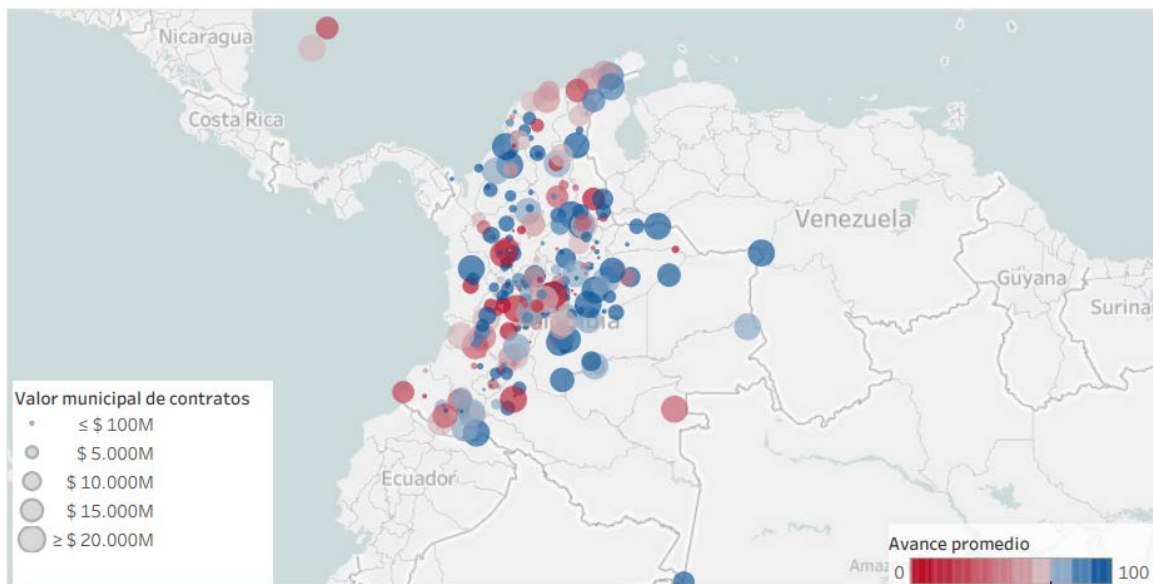 Nicaragua
Costa Rica
Venezuela
Guyana
Surina
Ecuador
Valor municipal de contratos
≤ $ 100M
$ 5.000M
$ 10.000M
$ 15.000M
≥ $ 20.000M
Avance promedio
0
100
Amaz